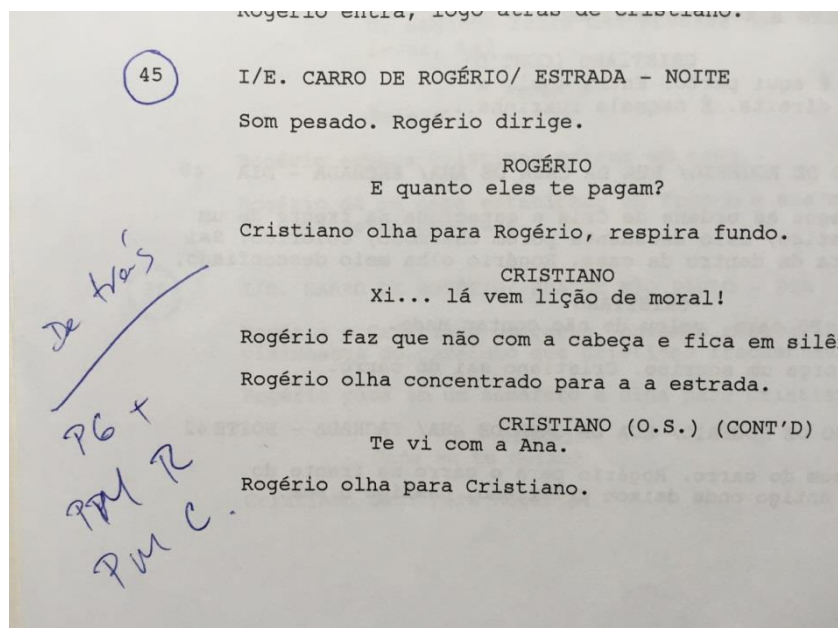 Rogério entra, logo atrás de Cristiano.
45
I/E. CARRO DE ROGÉRIO/ ESTRADA - NOITE
Som pesado. Rogério dirige.
ROGÉRIO
E quanto eles te pagam?
Cristiano olha para Rogério, respira fundo.
CRISTIANO
Xi... lá vem lição de moral!
Rogério faz que não com a cabeça e fica em silê
Rogério olha concentrado para a a estrada.
CRISTIANO (O.S.) (CONT'D)
Te vi com a Ana.
Rogério olha para Cristiano.
De trás
PG +
PM R
PM C.